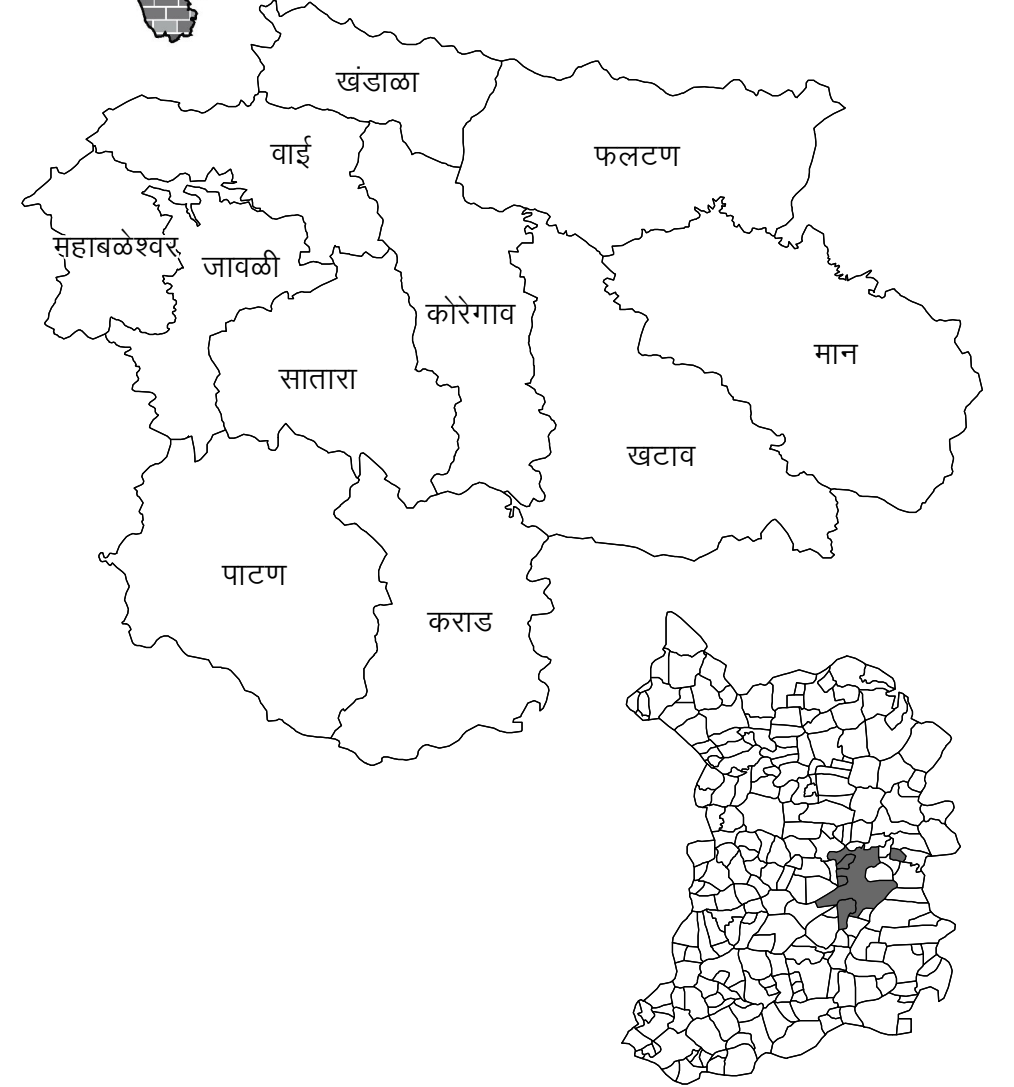 खंडाळा
वाई
फलटण
महाबळेश्वर
जावळी
कोरेगाव
मान
सातारा
खटाव
पाटण
कराड